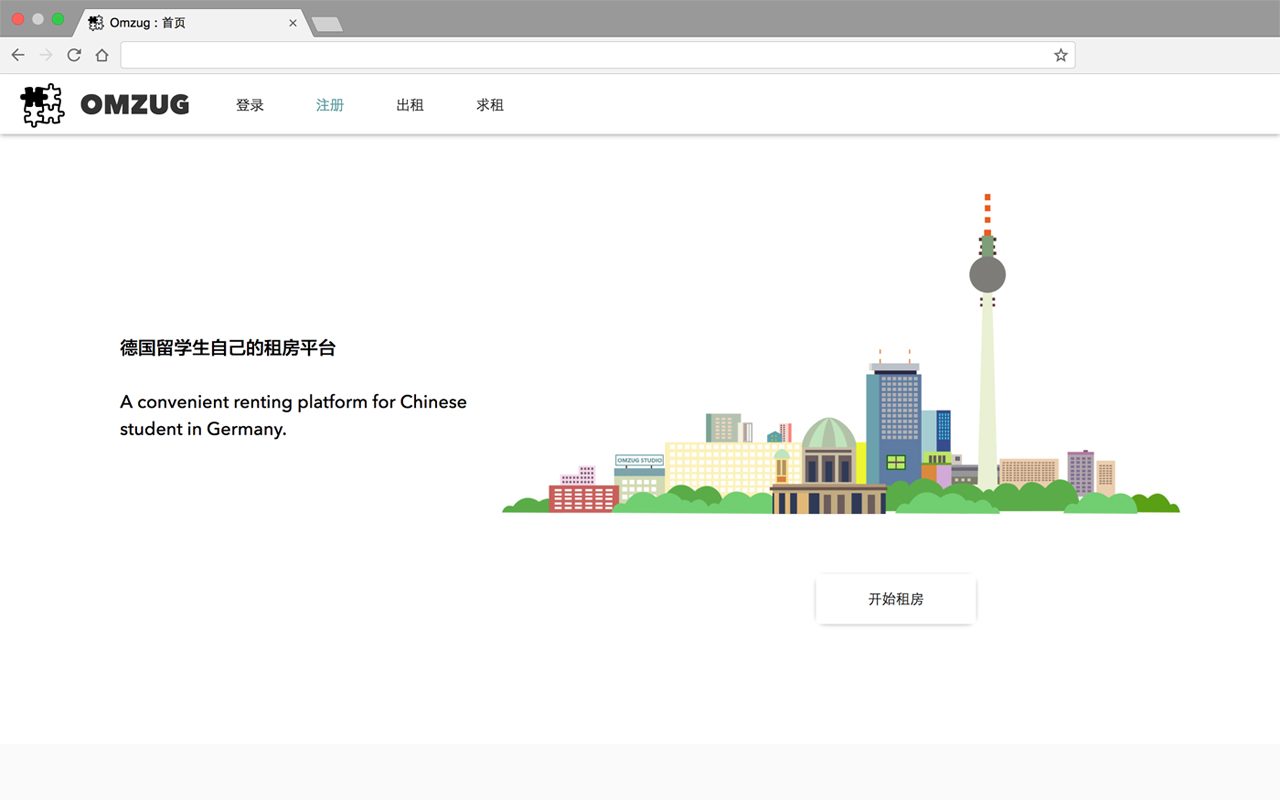 Omzug : 首页
OMZUG
登录
注册
出租
求租
德国留学生自己的租房平台
A convenient renting platform for Chinese
student in Germany.
OMZUG STUDIO
开始租房